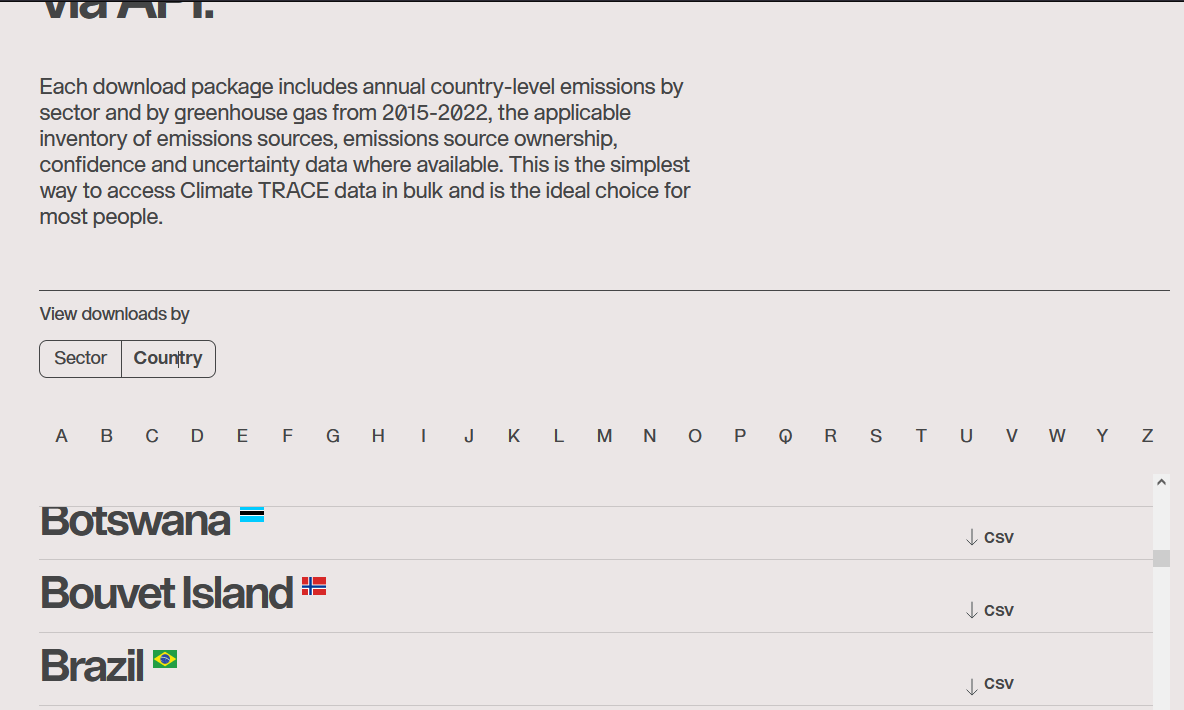 via API.
Each download package includes annual country-level emissions by
sector and by greenhouse gas from 2015-2022, the applicable
inventory of emissions sources, emissions source ownership,
confidence and uncertainty data where available. This is the simplest
way to access Climate TRACE data in bulk and is the ideal choice for
most people.
View downloads by
Sector Country
A B C D E F G H I J K L M N O P Q R S T U V W Y Z
Botswana
CSV
Bouvet Island
CSV
Brazil
CSV